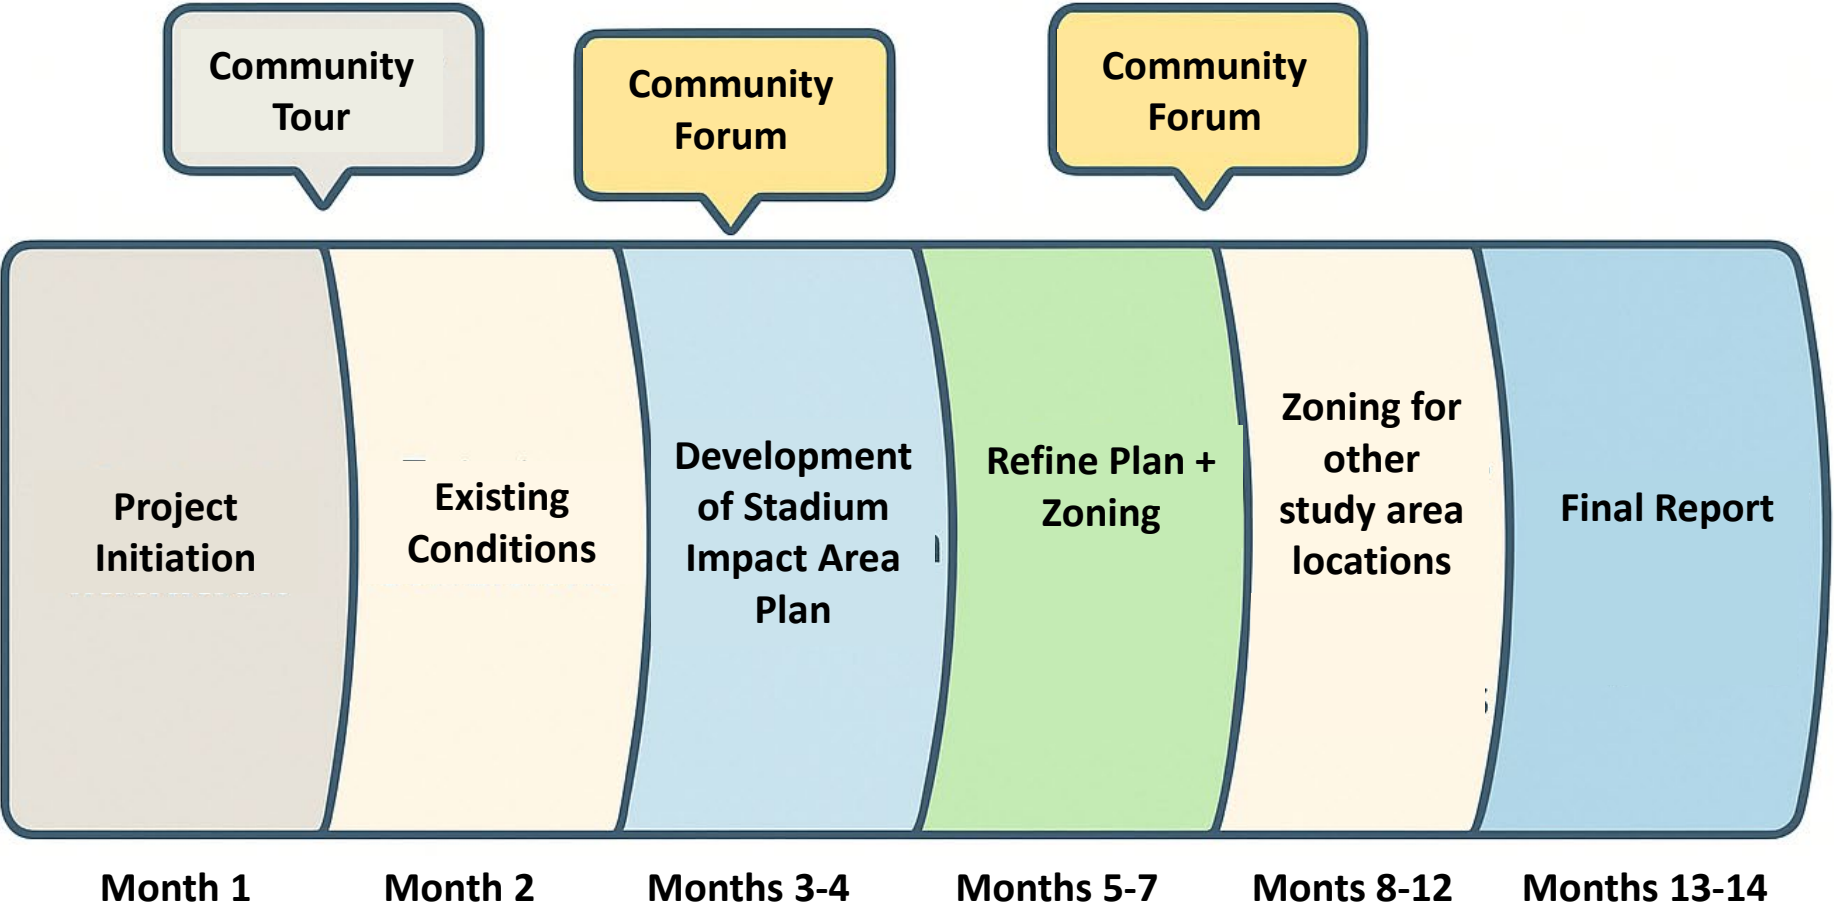 Community
Tour
Community
Forum
Community
Forum
Project
Initiation
Existing
Conditions
Development
of Stadium
Impact Area
Plan
Refine Plan +
Zoning
Zoning for
other
study area
locations
Final Report
Month 1
Month 2
Months 3-4
Months 5-7
Monts 8-12
Months 13-14